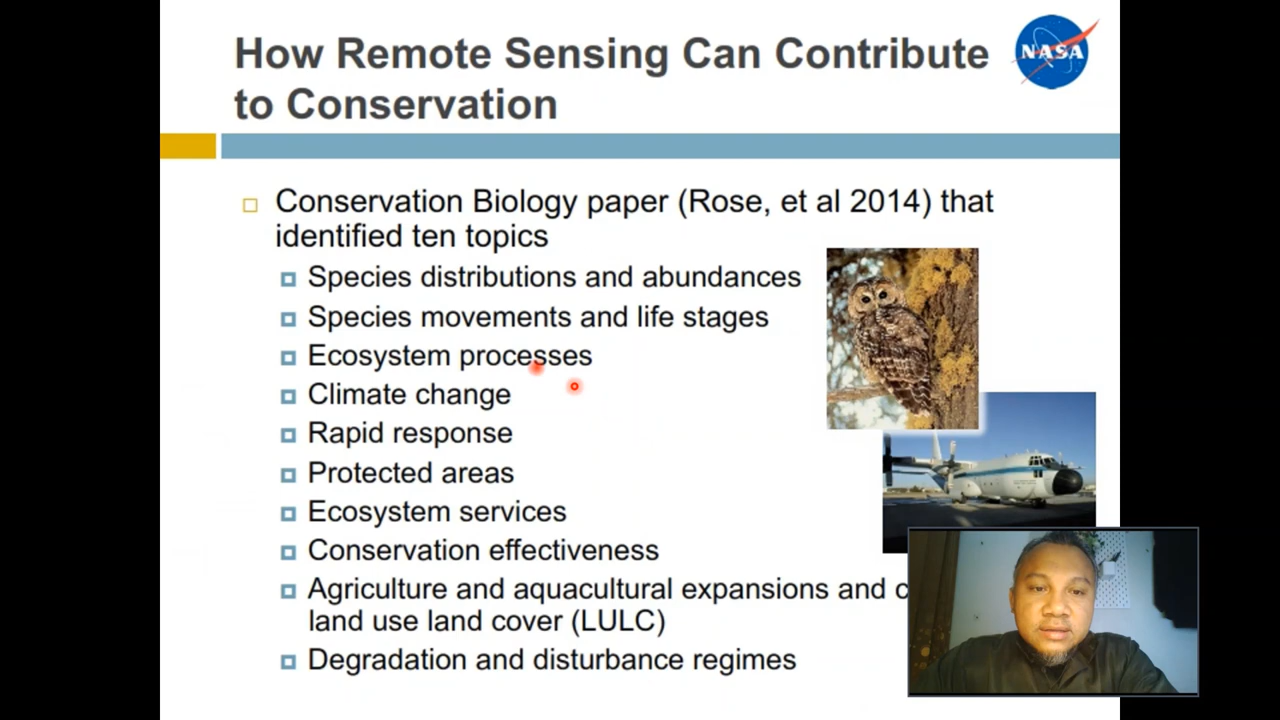 How Remote Sensing Can Contribute
to Conservation
NASA
Conservation Biology paper (Rose, et al 2014) that
identified ten topics
Species distributions and abundances
Species movements and life stages
Ecosystem processes
Climate change
Rapid response
Protected areas
Ecosystem services
Conservation effectiveness
Agriculture and aquacultural expansions and
land use land cover (LULC)
Degradation and disturbance regimes